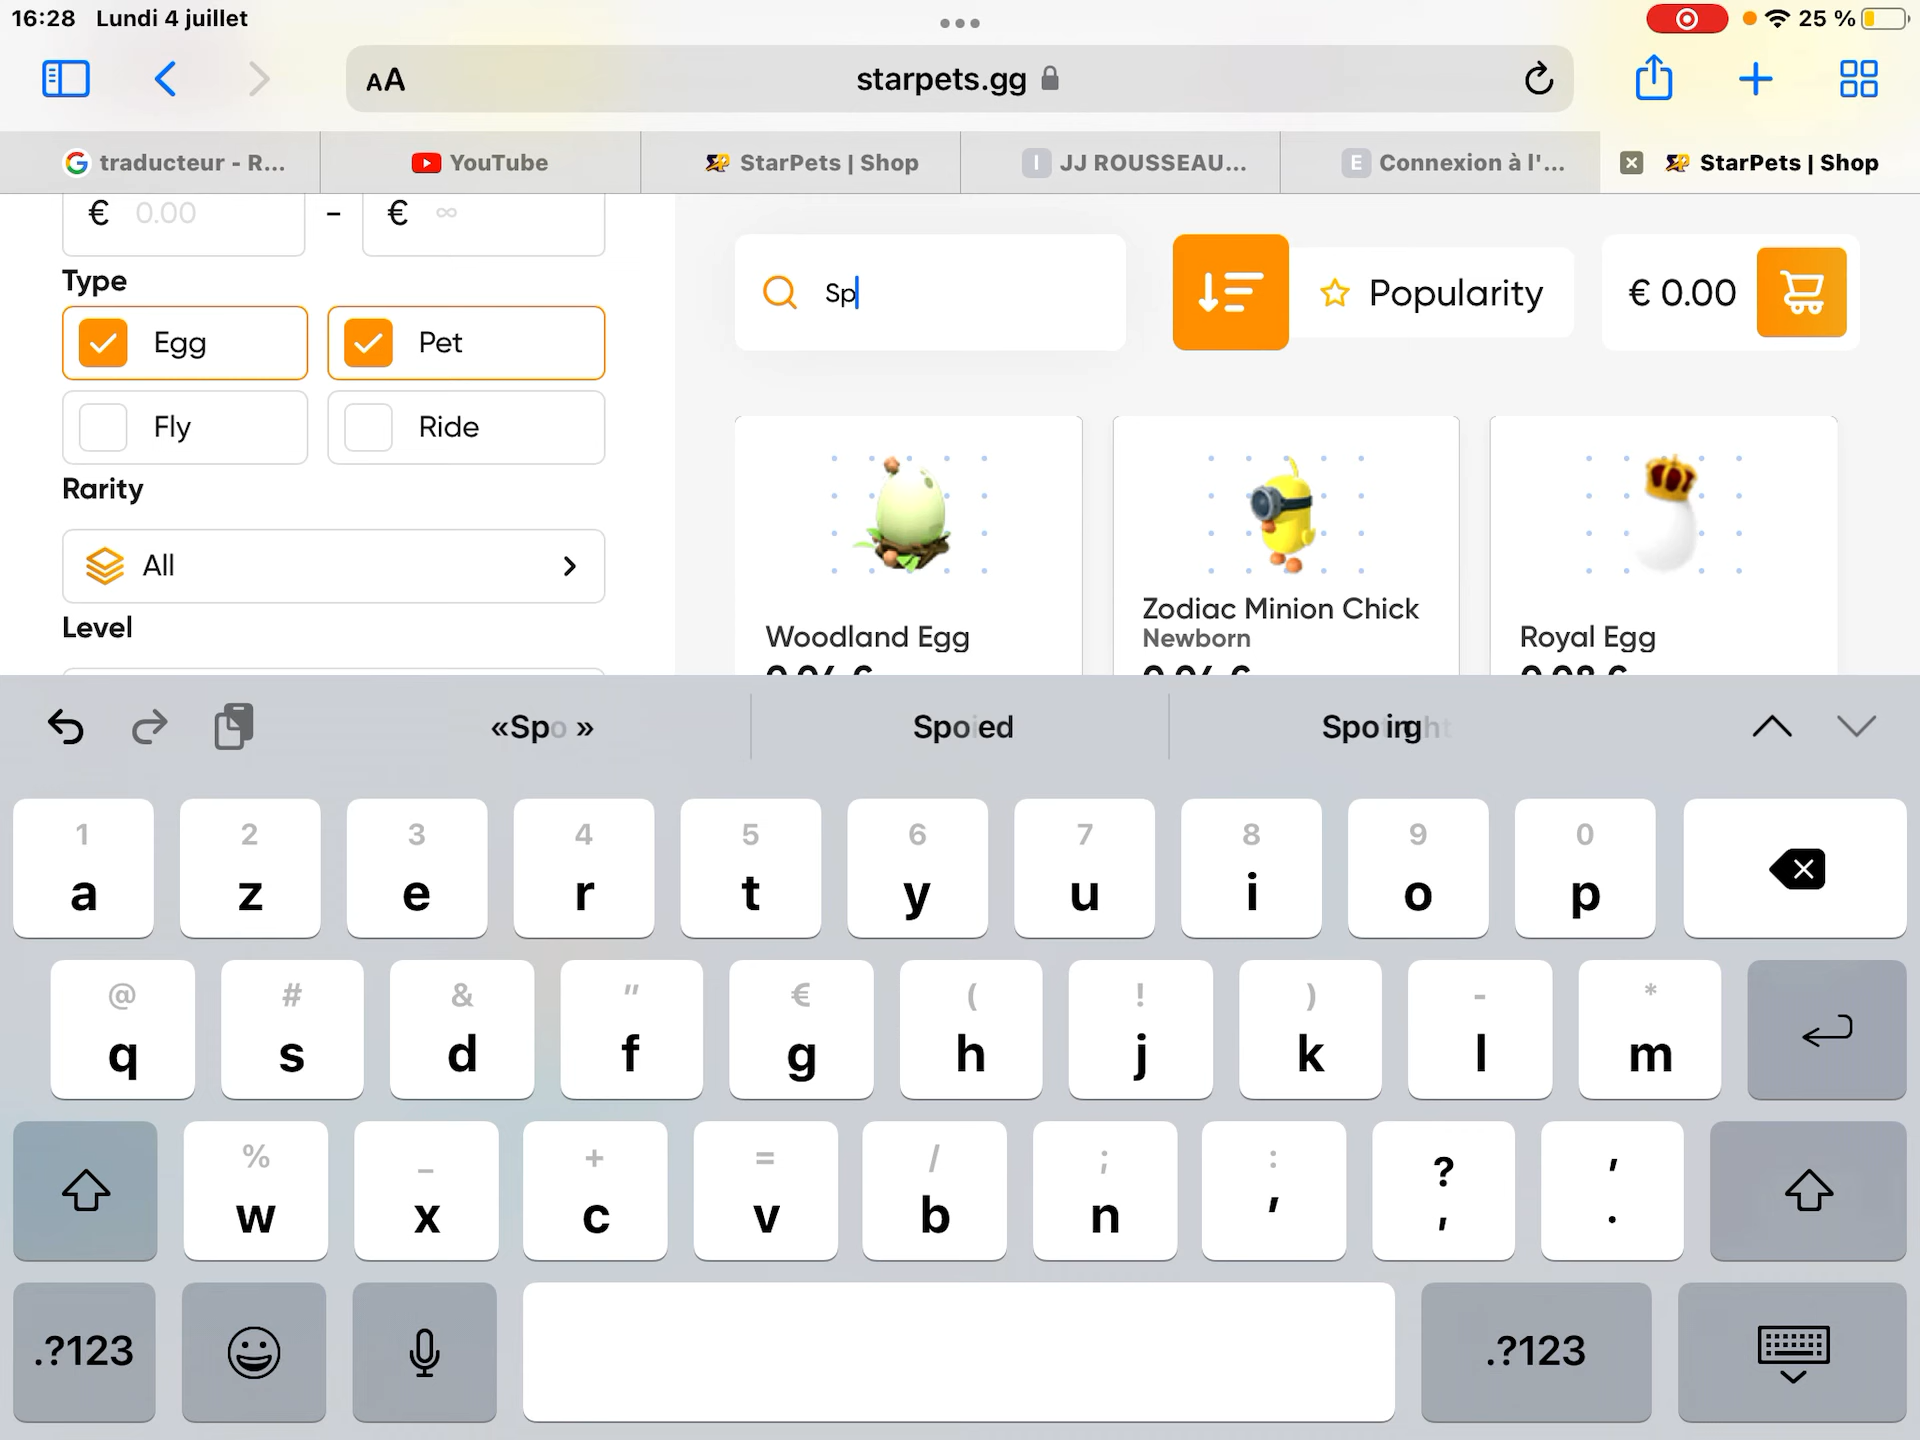 16:28 Lundi 4 juillet
25 %
AA
starpets.gg
traducteur - R...
YouTube
StarPets | Shop
JJ ROUSSEAU...
E Connexion à l'...
StarPets | Shop
€ 0.00 - € ∞
Type
Egg
Pet
Fly
Ride
Rarity
All
Level
Sp
Popularity
€ 0.00
Woodland Egg
Zodiac Minion Chick
Newborn
Royal Egg
1 2 3 4 5 6 7 8 9 0
a z e r t y u i o p
@ # & " € ( ! ) - *
q s d f g h j k l m
% _ + = / ; : ? '
w x c v b n ' , .
.?123
.?123